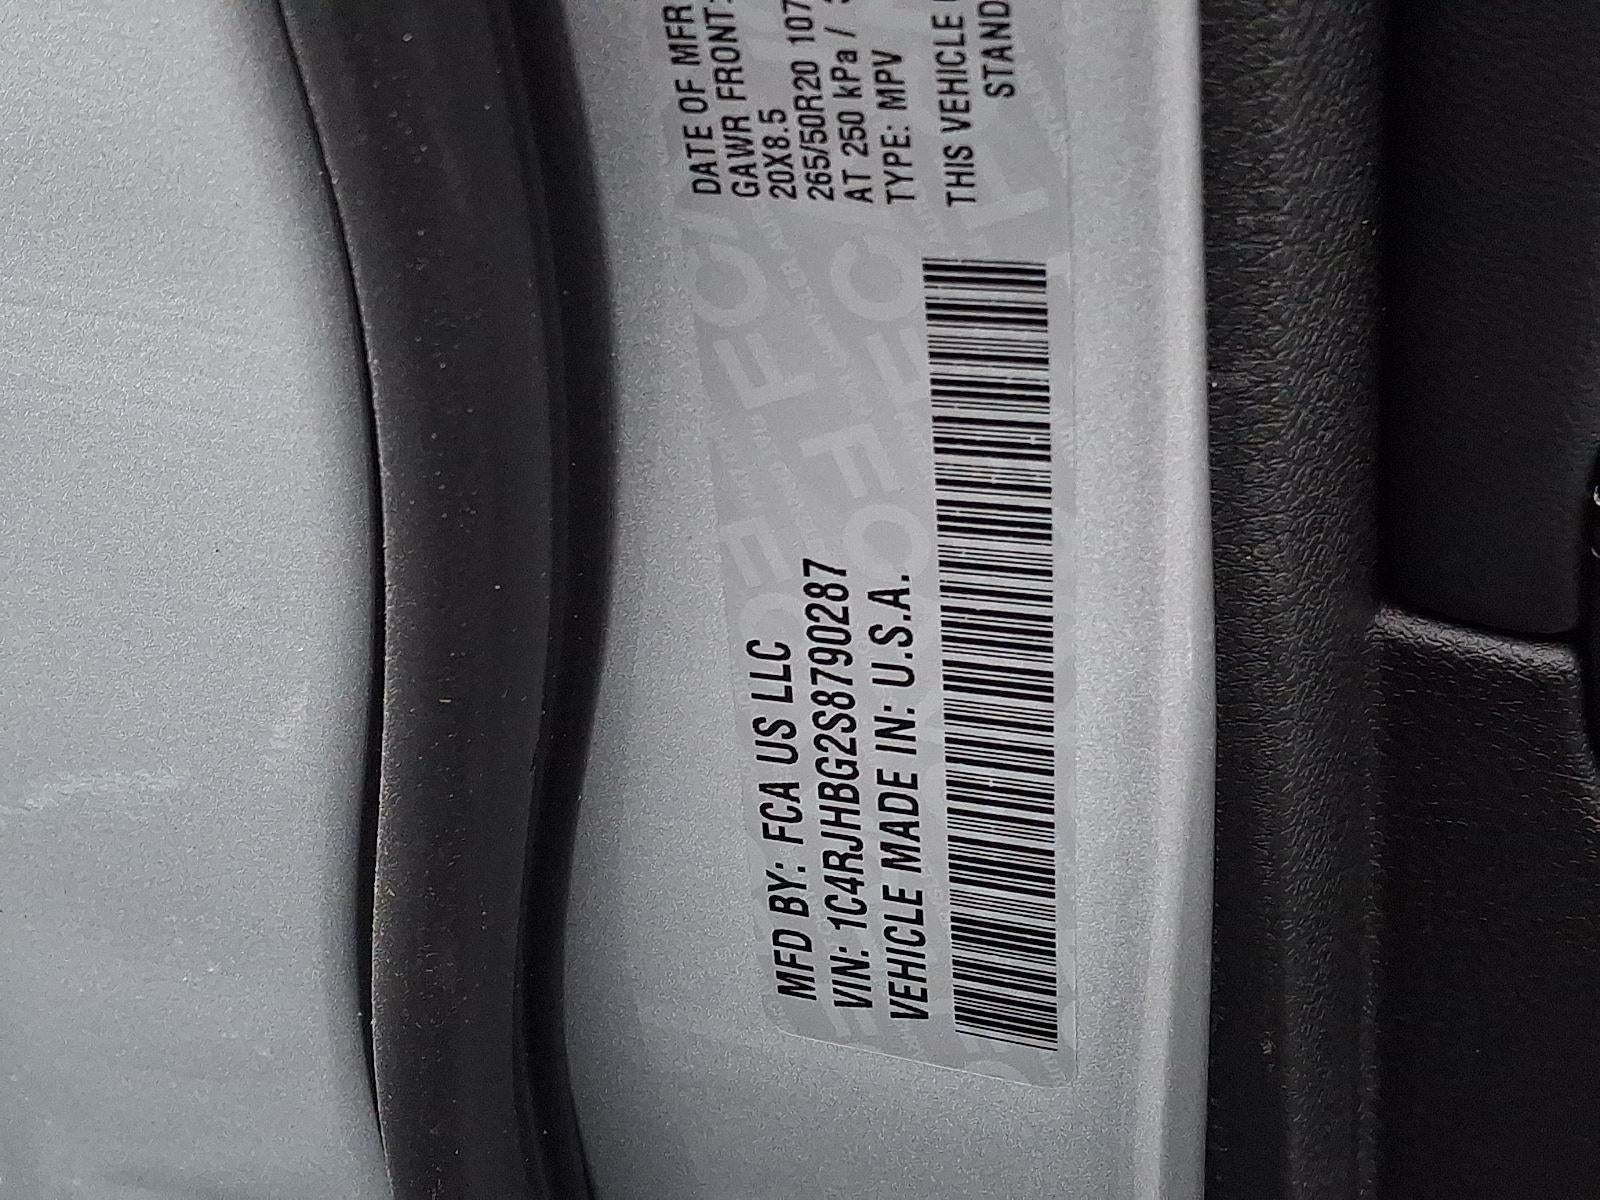 MFD BY: FCA US LLC
VIN: 1C4RJHBG2S8790287
VEHICLE MADE IN: U.S.A.
DATE OF MFR
GAWR FRONT:
20X8.5
265/50R20 107
AT 250 kPa /
TYPE: MPV
THIS VEHICLE
STAND